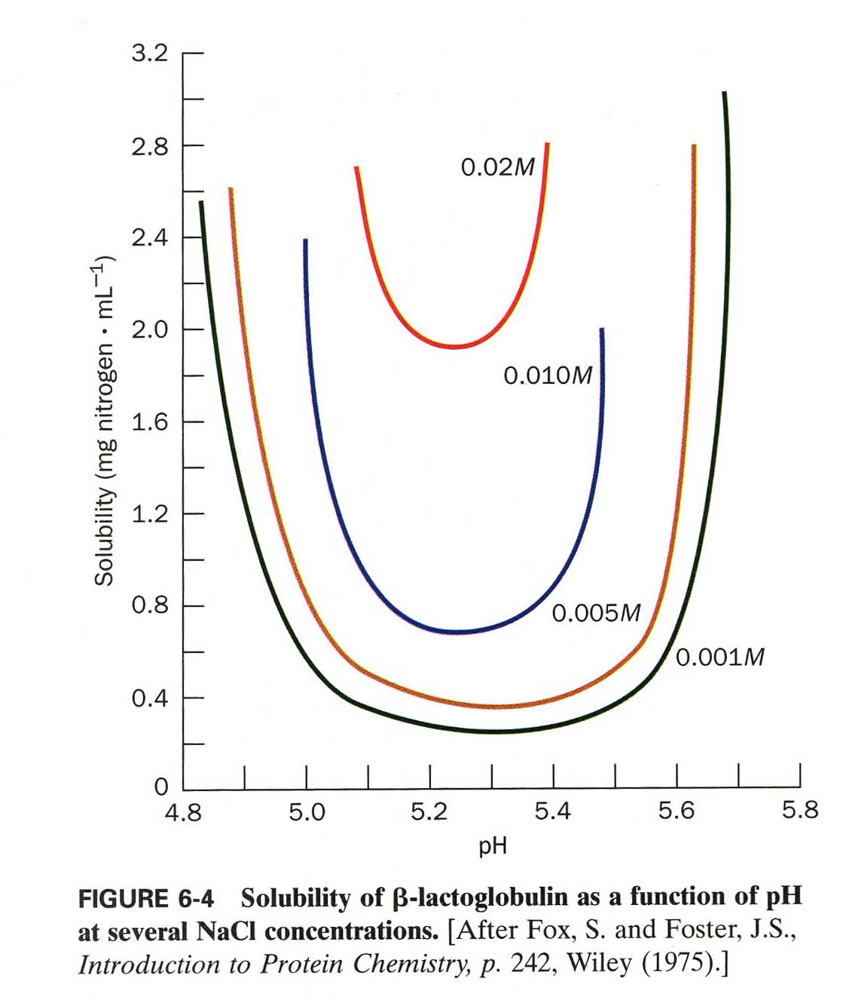 3.2
2.8
2.4
2.0
1.6
1.2
0.8
0.4
0
Solubility (mg nitrogen · mL⁻¹)
0.02M
0.010M
0.005M
0.001M
4.8 5.0 5.2 5.4 5.6 5.8
pH
FIGURE 6-4 Solubility of β-lactoglobulin as a function of pH
at several NaCl concentrations. [After Fox, S. and Foster, J.S.,
Introduction to Protein Chemistry, p. 242, Wiley (1975).]